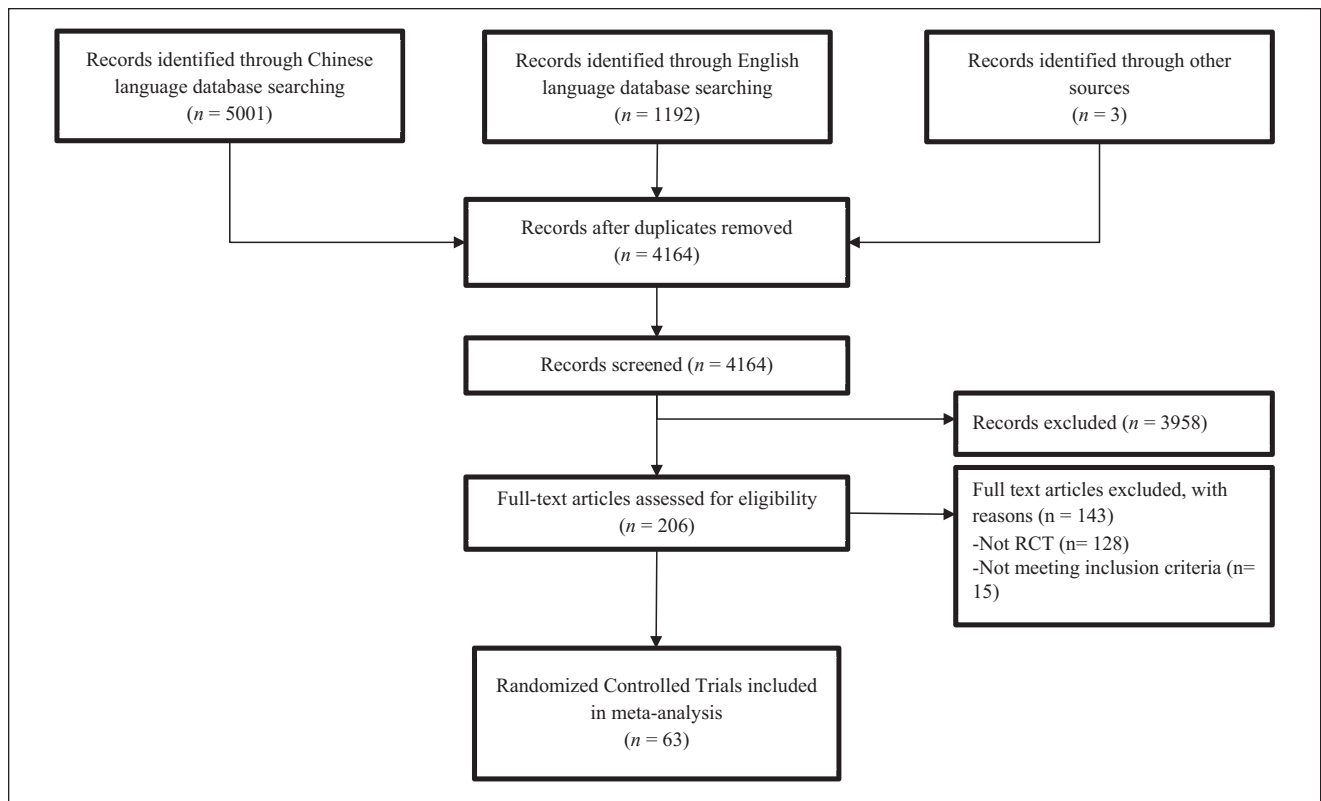 Records identified through Chinese
language database searching
(n = 5001)
Records identified through English
language database searching
(n = 1192)
Records identified through other
sources
(n = 3)
Records after duplicates removed
(n = 4164)
Records screened (n = 4164)
Records excluded (n = 3958)
Full-text articles assessed for eligibility
(n = 206)
Full text articles excluded, with
reasons (n = 143)
-Not RCT (n= 128)
-Not meeting inclusion criteria (n=
15)
Randomized Controlled Trials included
in meta-analysis
(n = 63)